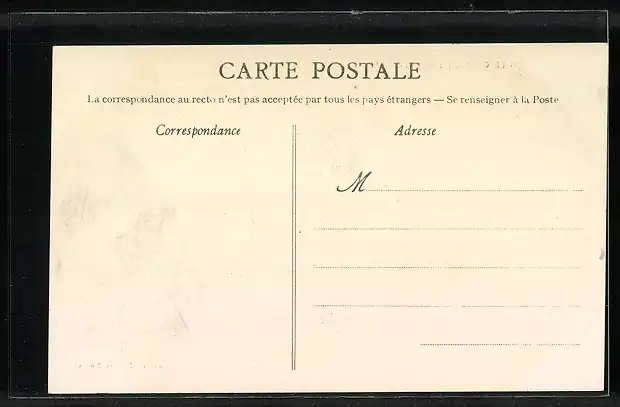 CARTE POSTALE
La correspondance au recto n'est pas acceptée par tous les pays étrangers — Se renseigner à la Poste
Correspondance
Adresse
M